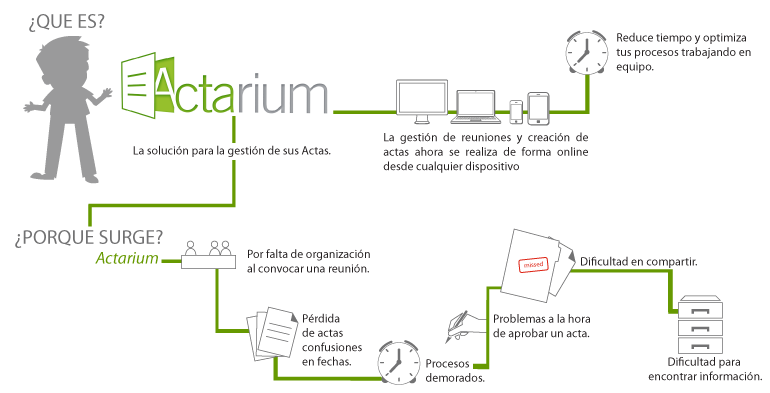 ¿QUE ES?
Actarium
La solución para la gestión de sus Actas.
La gestión de reuniones y creación de
actas ahora se realiza de forma online
desde cualquier dispositivo
Reduce tiempo y optimiza
tus procesos trabajando en
equipo.
¿PORQUE SURGE?
Actarium
Por falta de organización
al convocar una reunión.
Pérdida
de actas
confusiones
en fechas.
Procesos
demorados.
Problemas a la hora
de aprobar un acta.
missed
Dificultad en compartir.
Dificultad para
encontrar información.